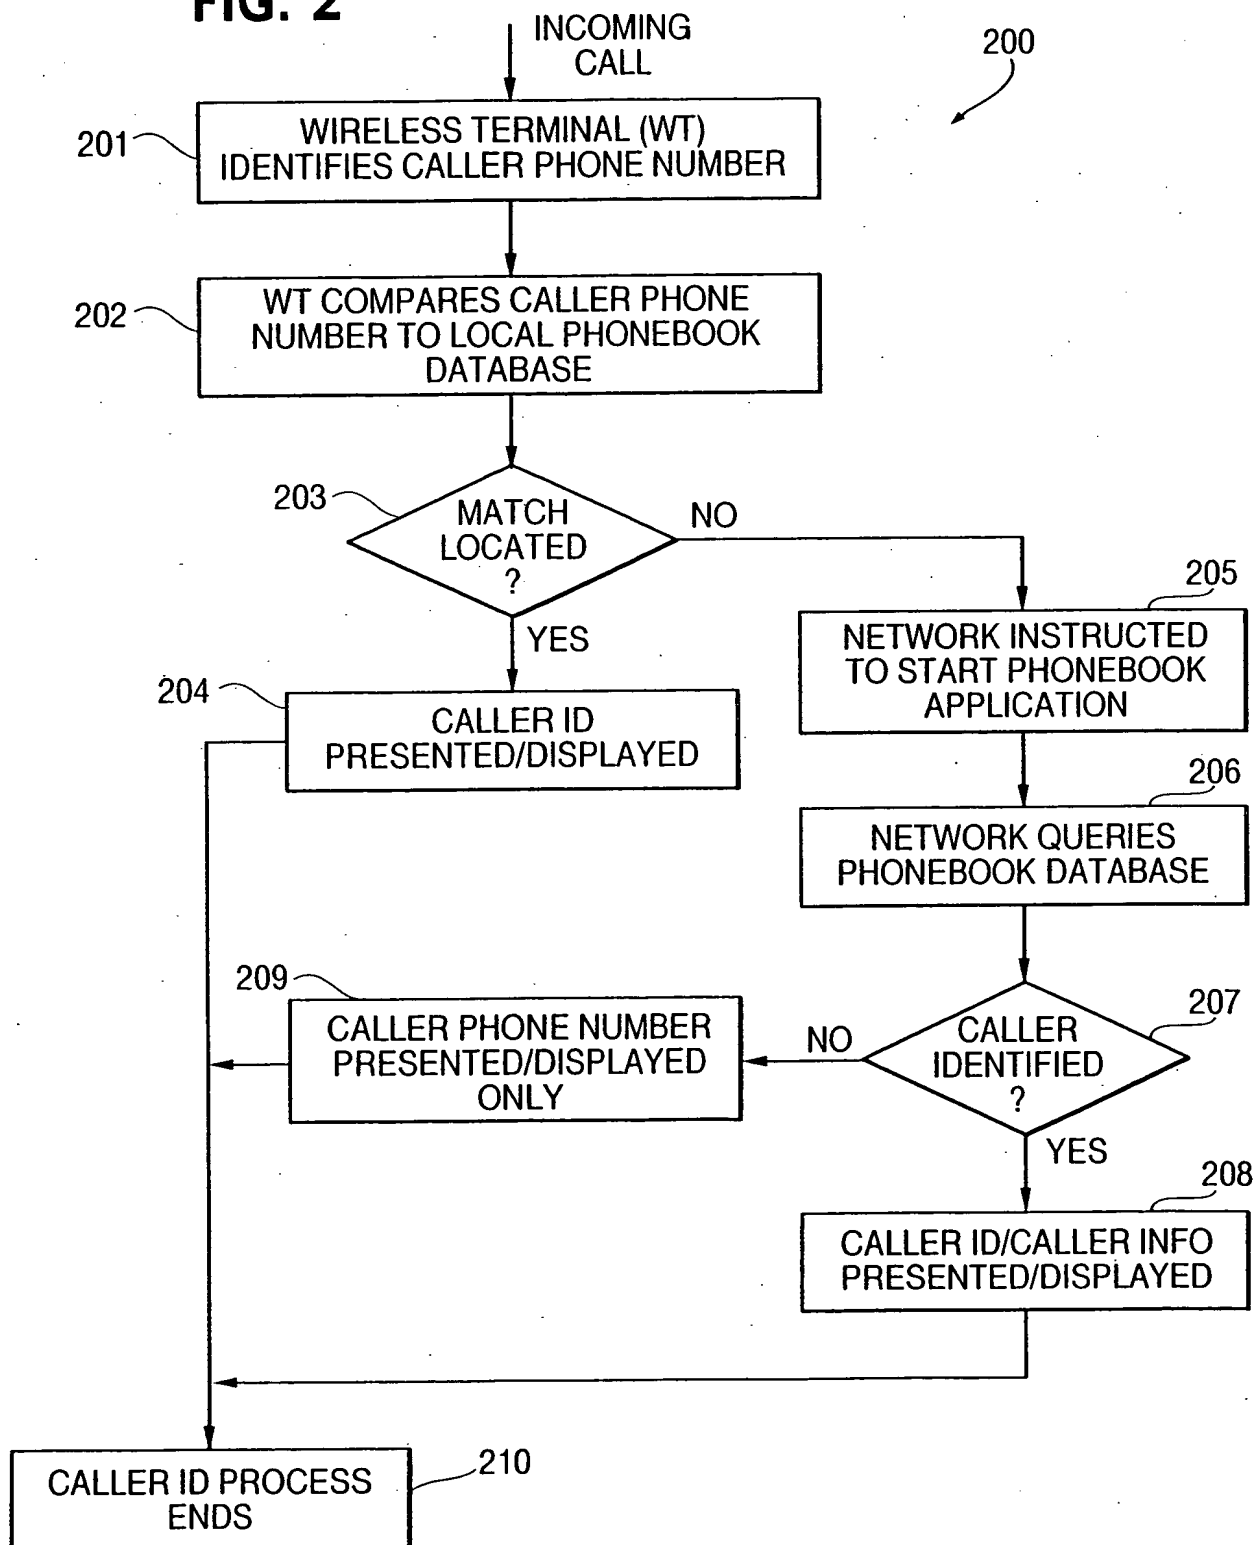 FIG. 2
INCOMING
CALL
200
201
WIRELESS TERMINAL (WT)
IDENTIFIES CALLER PHONE NUMBER
202
WT COMPARES CALLER PHONE
NUMBER TO LOCAL PHONEBOOK
DATABASE
203
MATCH
LOCATED
?
NO
YES
204
CALLER ID
PRESENTED/DISPLAYED
205
NETWORK INSTRUCTED
TO START PHONEBOOK
APPLICATION
206
NETWORK QUERIES
PHONEBOOK DATABASE
207
CALLER
IDENTIFIED
?
NO
YES
209
CALLER PHONE NUMBER
PRESENTED/DISPLAYED
ONLY
208
CALLER ID/CALLER INFO
PRESENTED/DISPLAYED
210
CALLER ID PROCESS
ENDS